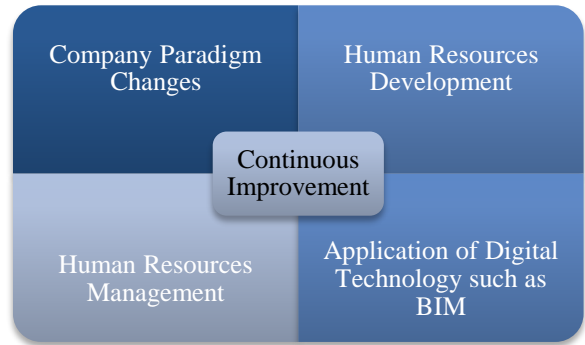 Company Paradigm
Changes
Human Resources
Development
Continuous
Improvement
Human Resources
Management
Application of Digital
Technology such as
BIM